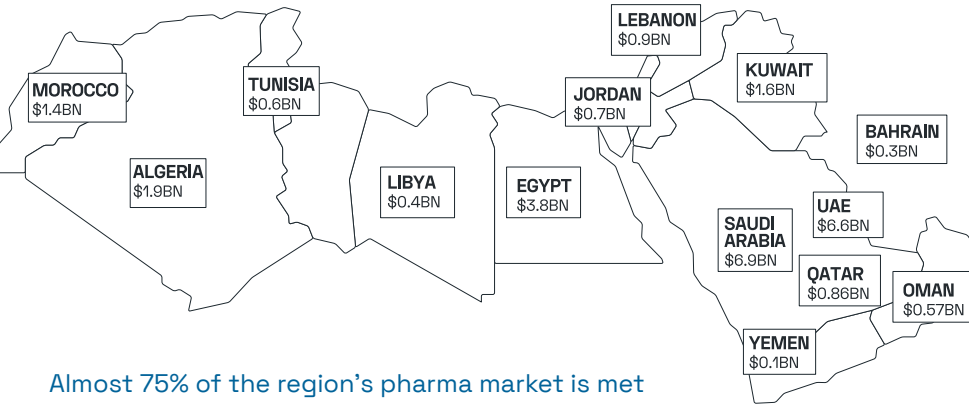 LEBANON
$0.9BN
KUWAIT
$1.6BN
MOROCCO
$1.4BN
TUNISIA
$0.6BN
JORDAN
$0.7BN
BAHRAIN
$0.3BN
ALGERIA
$1.9BN
LIBYA
$0.4BN
EGYPT
$3.8BN
UAE
$6.6BN
SAUDI
ARABIA
$6.9BN
QATAR
$0.86BN
OMAN
$0.57BN
YEMEN
$0.1BN
Almost 75% of the region's pharma market is met